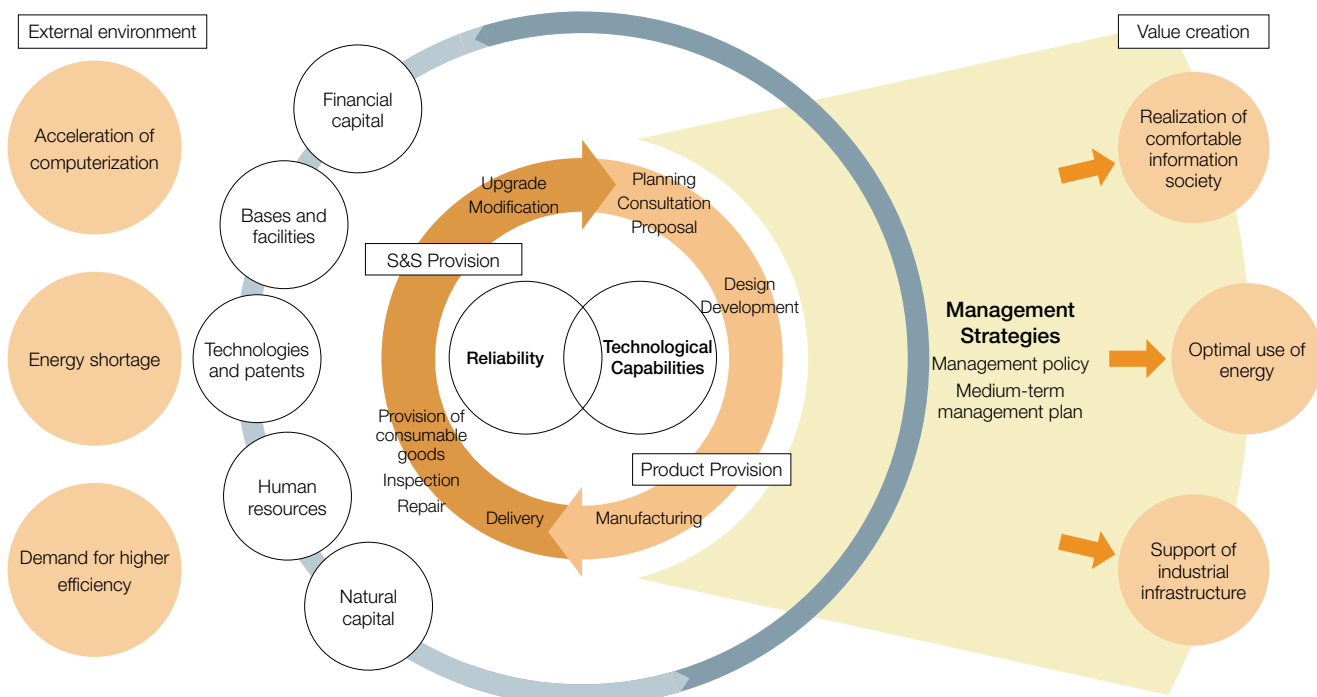 External environment
Acceleration of
computerization
Energy shortage
Demand for higher
efficiency
Financial
capital
Bases and
facilities
Technologies
and patents
Human
resources
Natural
capital
Upgrade
Modification
S&S Provision
Planning
Consultation
Proposal
Design
Development
Reliability
Technological
Capabilities
Provision of
consumable
goods
Inspection
Repair
Delivery
Manufacturing
Product Provision
Management
Strategies
Management policy
Medium-term
management plan
Value creation
Realization of
comfortable
information
society
Optimal use of
energy
Support of
industrial
infrastructure